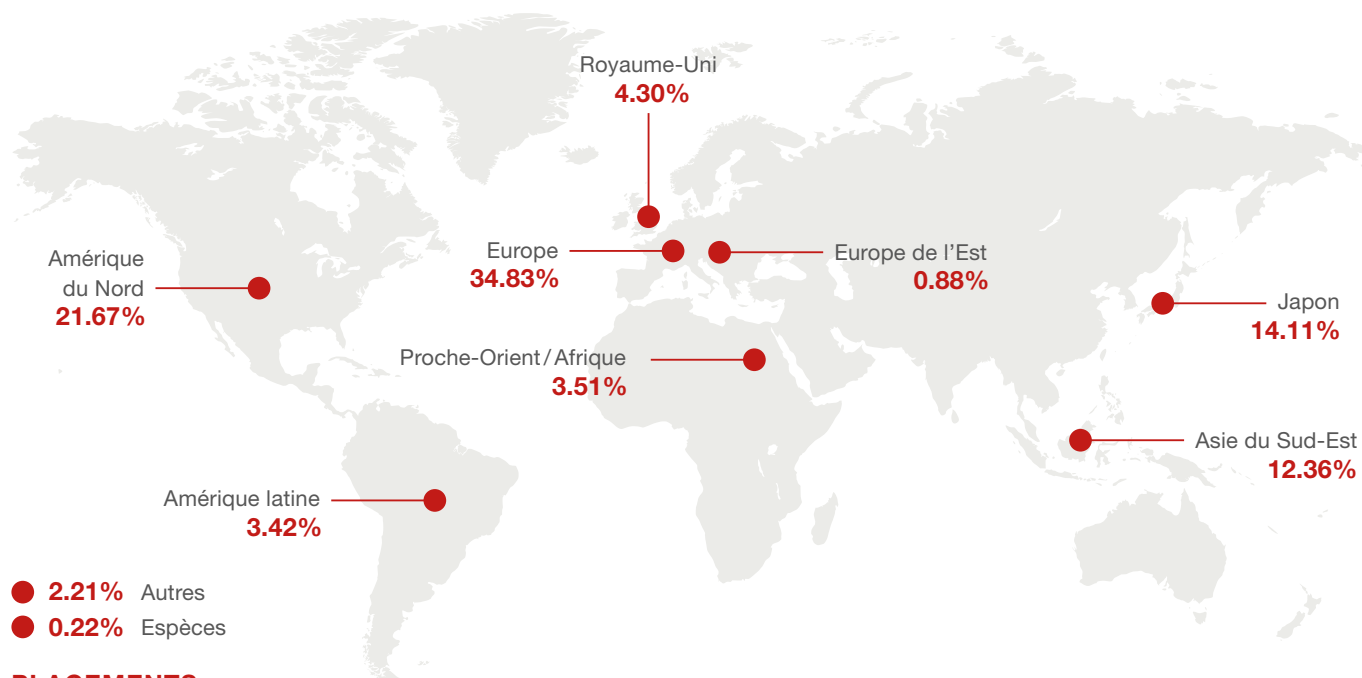 Royaume-Uni
4.30%
Amérique
du Nord
21.67%
Europe
34.83%
Europe de l’Est
0.88%
Japon
14.11%
Proche-Orient / Afrique
3.51%
Asie du Sud-Est
12.36%
Amérique latine
3.42%
2.21% Autres
0.22% Espèces
PLACEMENTS